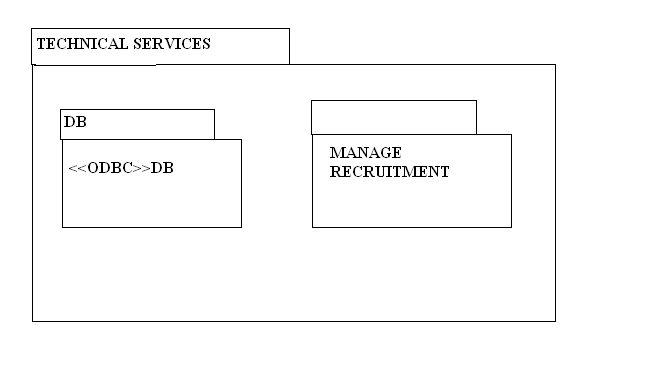 TECHNICAL SERVICES
DB
<<ODBC>>DB
MANAGE
RECRUITMENT